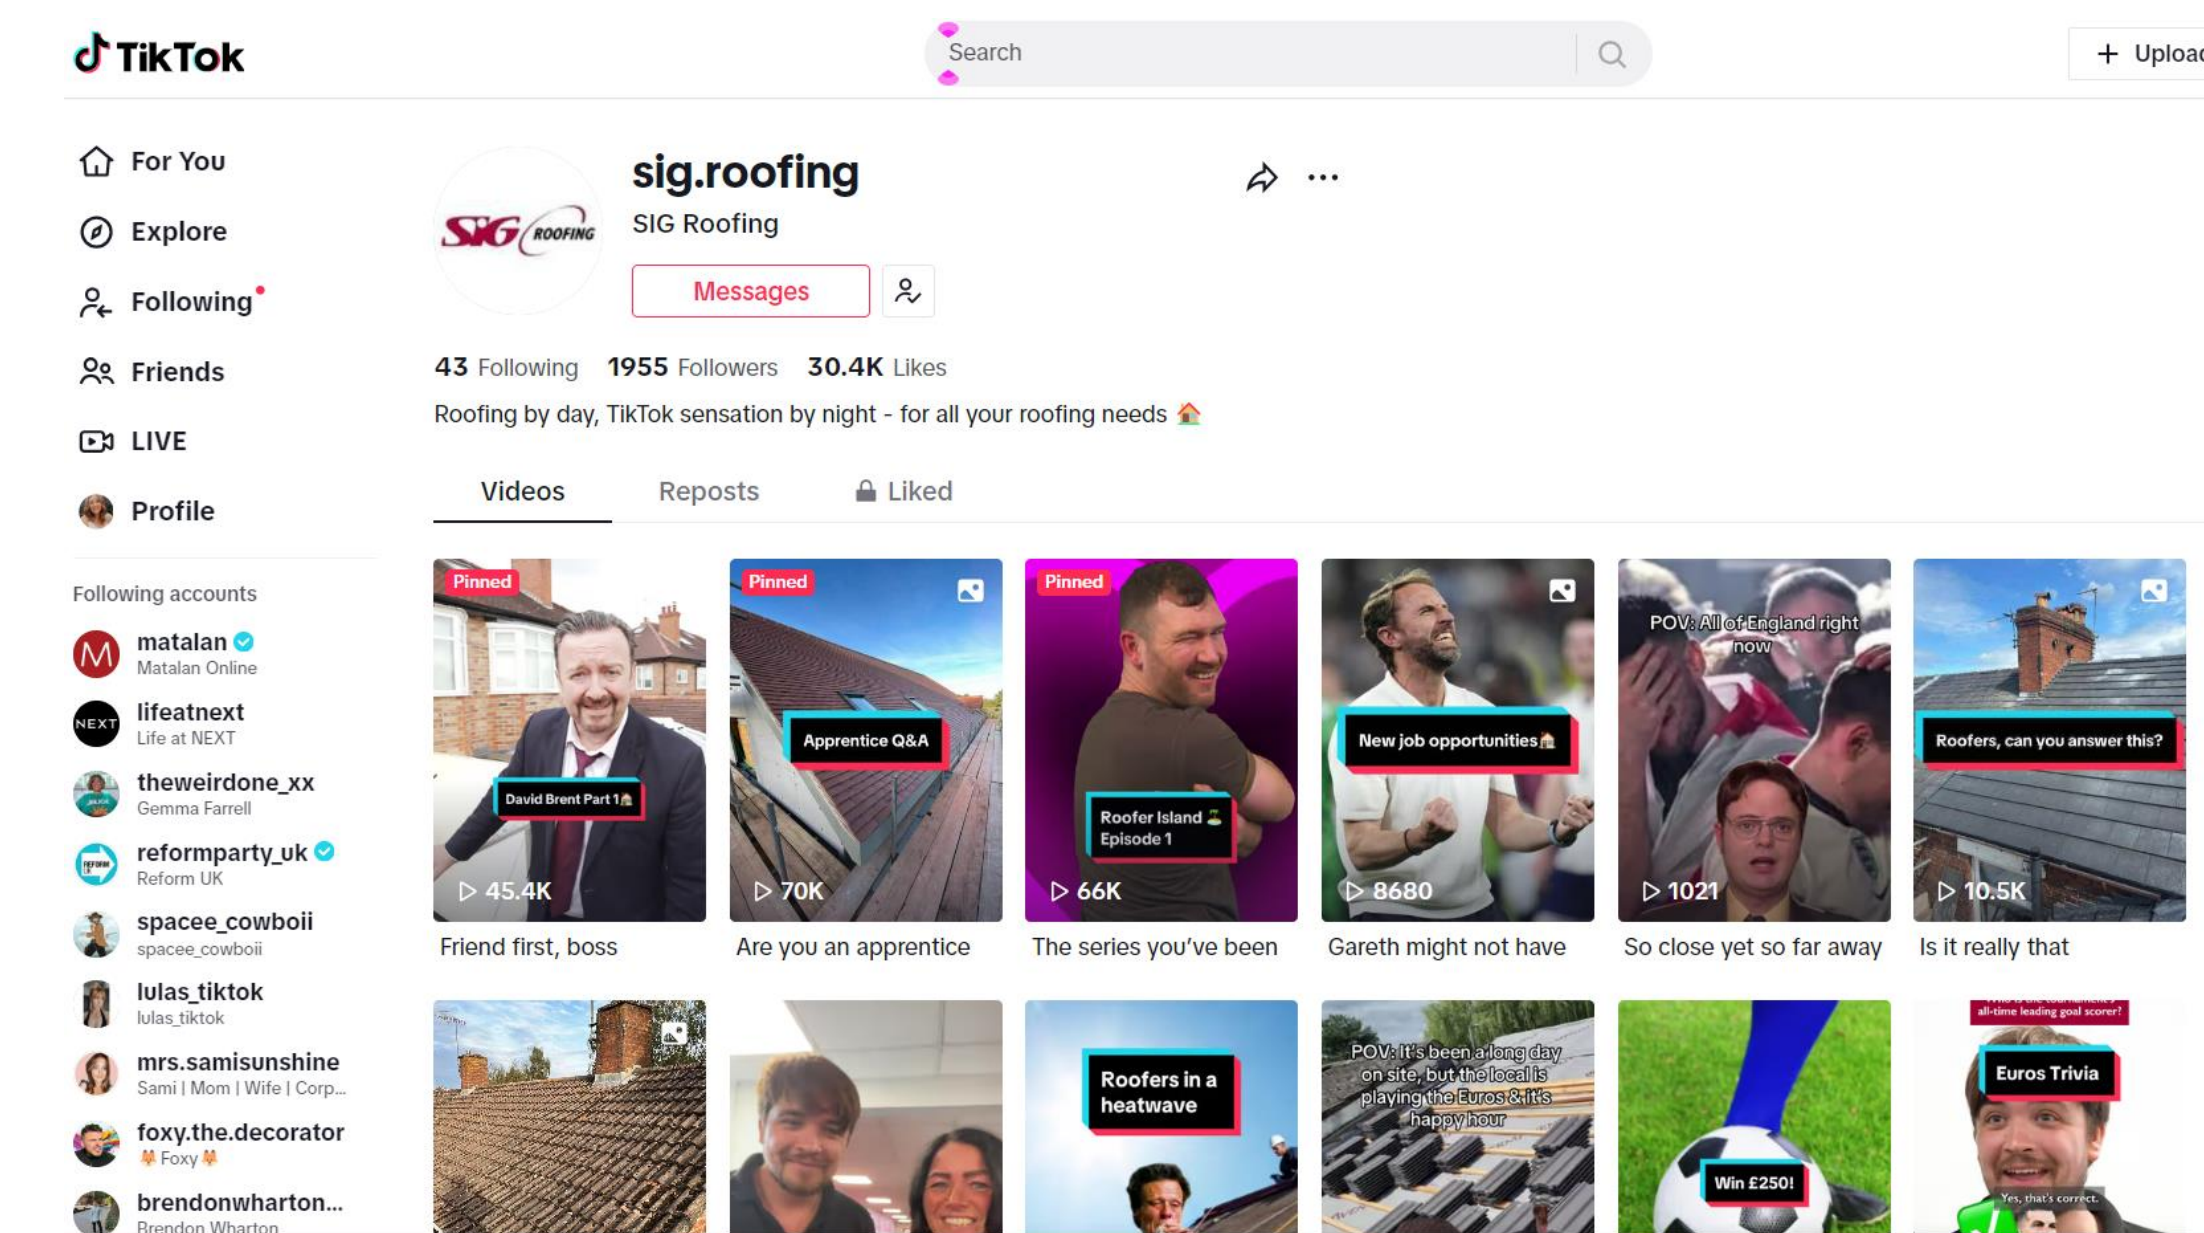 TikTok
Search
+ Upload
For You
Explore
Following
Friends
LIVE
Profile
Following accounts
matalan
Matalan Online
NEXT
lifeatnext
Life at NEXT
theweirdone_xx
Gemma Farrell
REFORM UK
reformparty_uk
Reform UK
spacee_cowboii
spacee_cowboii
lulas_tiktok
lulas_tiktok
mrs.samisunshine
Sami | Mom | Wife | Corp...
foxy.the.decorator
🦊 Foxy 🦊
brendonwharton...
Brendon Wharton
SIG ROOFING
sig.roofing
SIG Roofing
Messages
43 Following 1955 Followers 30.4K Likes
Roofing by day, TikTok sensation by night - for all your roofing needs 🏠
Videos Reposts Liked
Pinned
David Brent Part 1🏠
45.4K
Friend first, boss
Pinned
Apprentice Q&A
70K
Are you an apprentice
Pinned
Roofer Island 🏝️
Episode 1
66K
The series you’ve been
New job opportunities🏠
8680
Gareth might not have
POV: All of England right
now
1021
So close yet so far away
Roofers, can you answer this?
10.5K
Is it really that
Roofers in a
heatwave
POV: It's been a long day
on site, but the local is
playing the Euros & it's
happy hour
Win £250!
Who is the tournament's
all-time leading goal scorer?
Euros Trivia
Yes, that's correct.